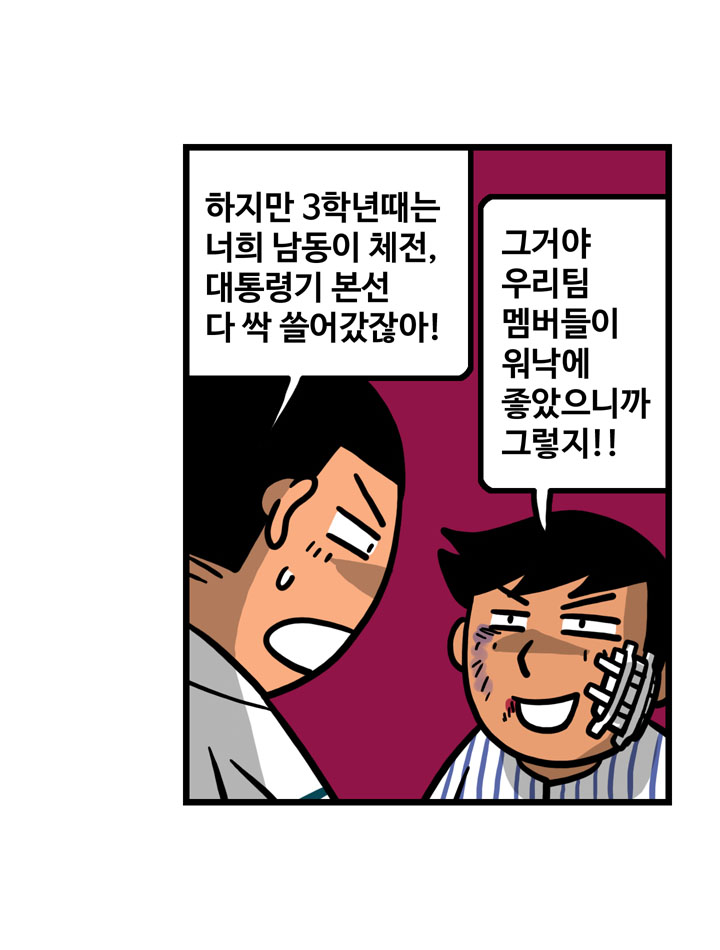 하지만 3학년때는
너희 남동이 체전,
대통령기 본선
다 싹 쓸어갔잖아!
그거야
우리팀
멤버들이
워낙에
좋았으니까
그렇지!!